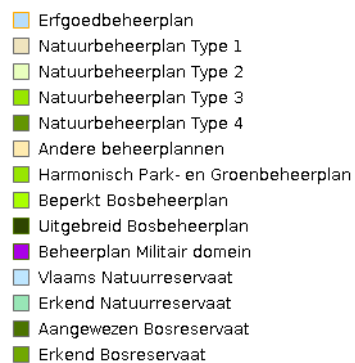 Erfgoedbeheerplan
Natuurbeheerplan Type 1
Natuurbeheerplan Type 2
Natuurbeheerplan Type 3
Natuurbeheerplan Type 4
Andere beheerplannen
Harmonisch Park- en Groenbeheerplan
Beperkt Bosbeheerplan
Uitgebreid Bosbeheerplan
Beheerplan Militair domein
Vlaams Natuurreservaat
Erkend Natuurreservaat
Aangewezen Bosreservaat
Erkend Bosreservaat